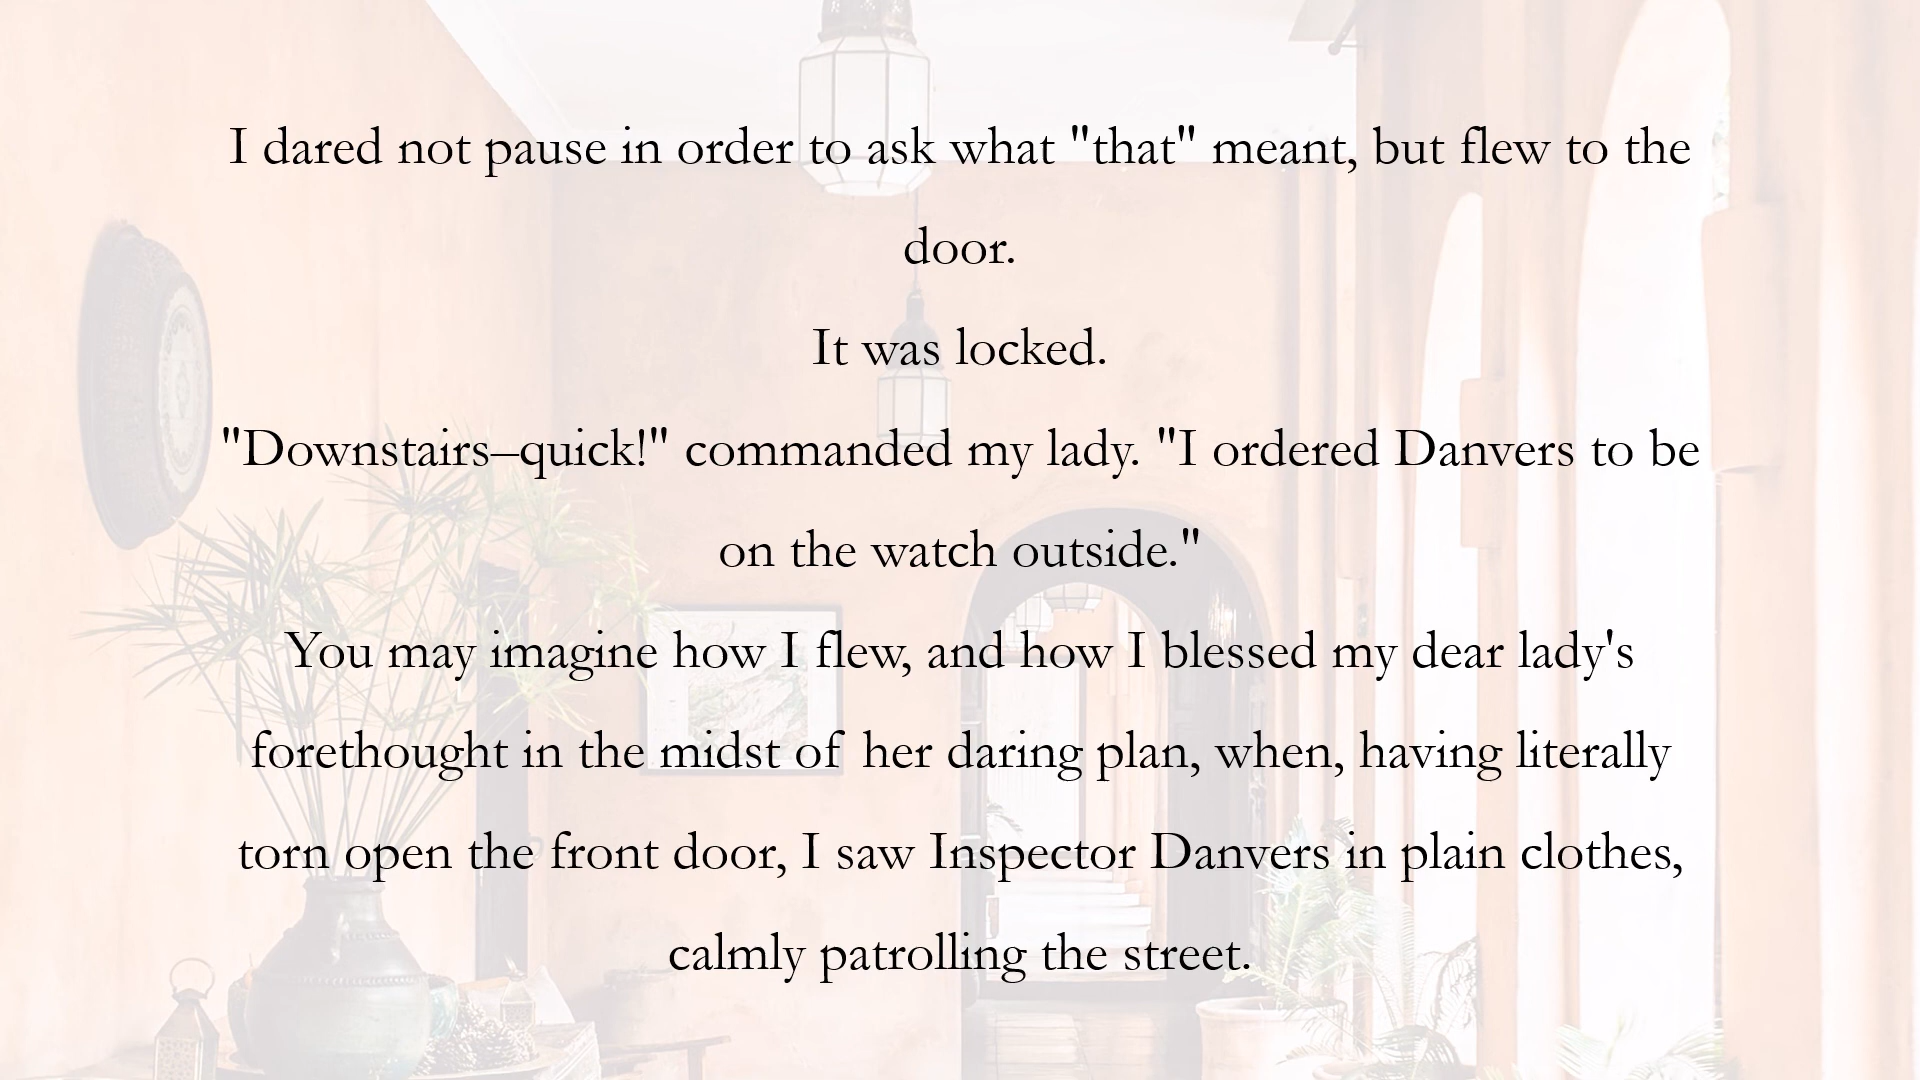 I dared not pause in order to ask what "that" meant, but flew to the
door.
It was locked.
"Downstairs–quick!" commanded my lady. "I ordered Danvers to be
on the watch outside."
You may imagine how I flew, and how I blessed my dear lady's
forethought in the midst of her daring plan, when, having literally
torn open the front door, I saw Inspector Danvers in plain clothes,
calmly patrolling the street.